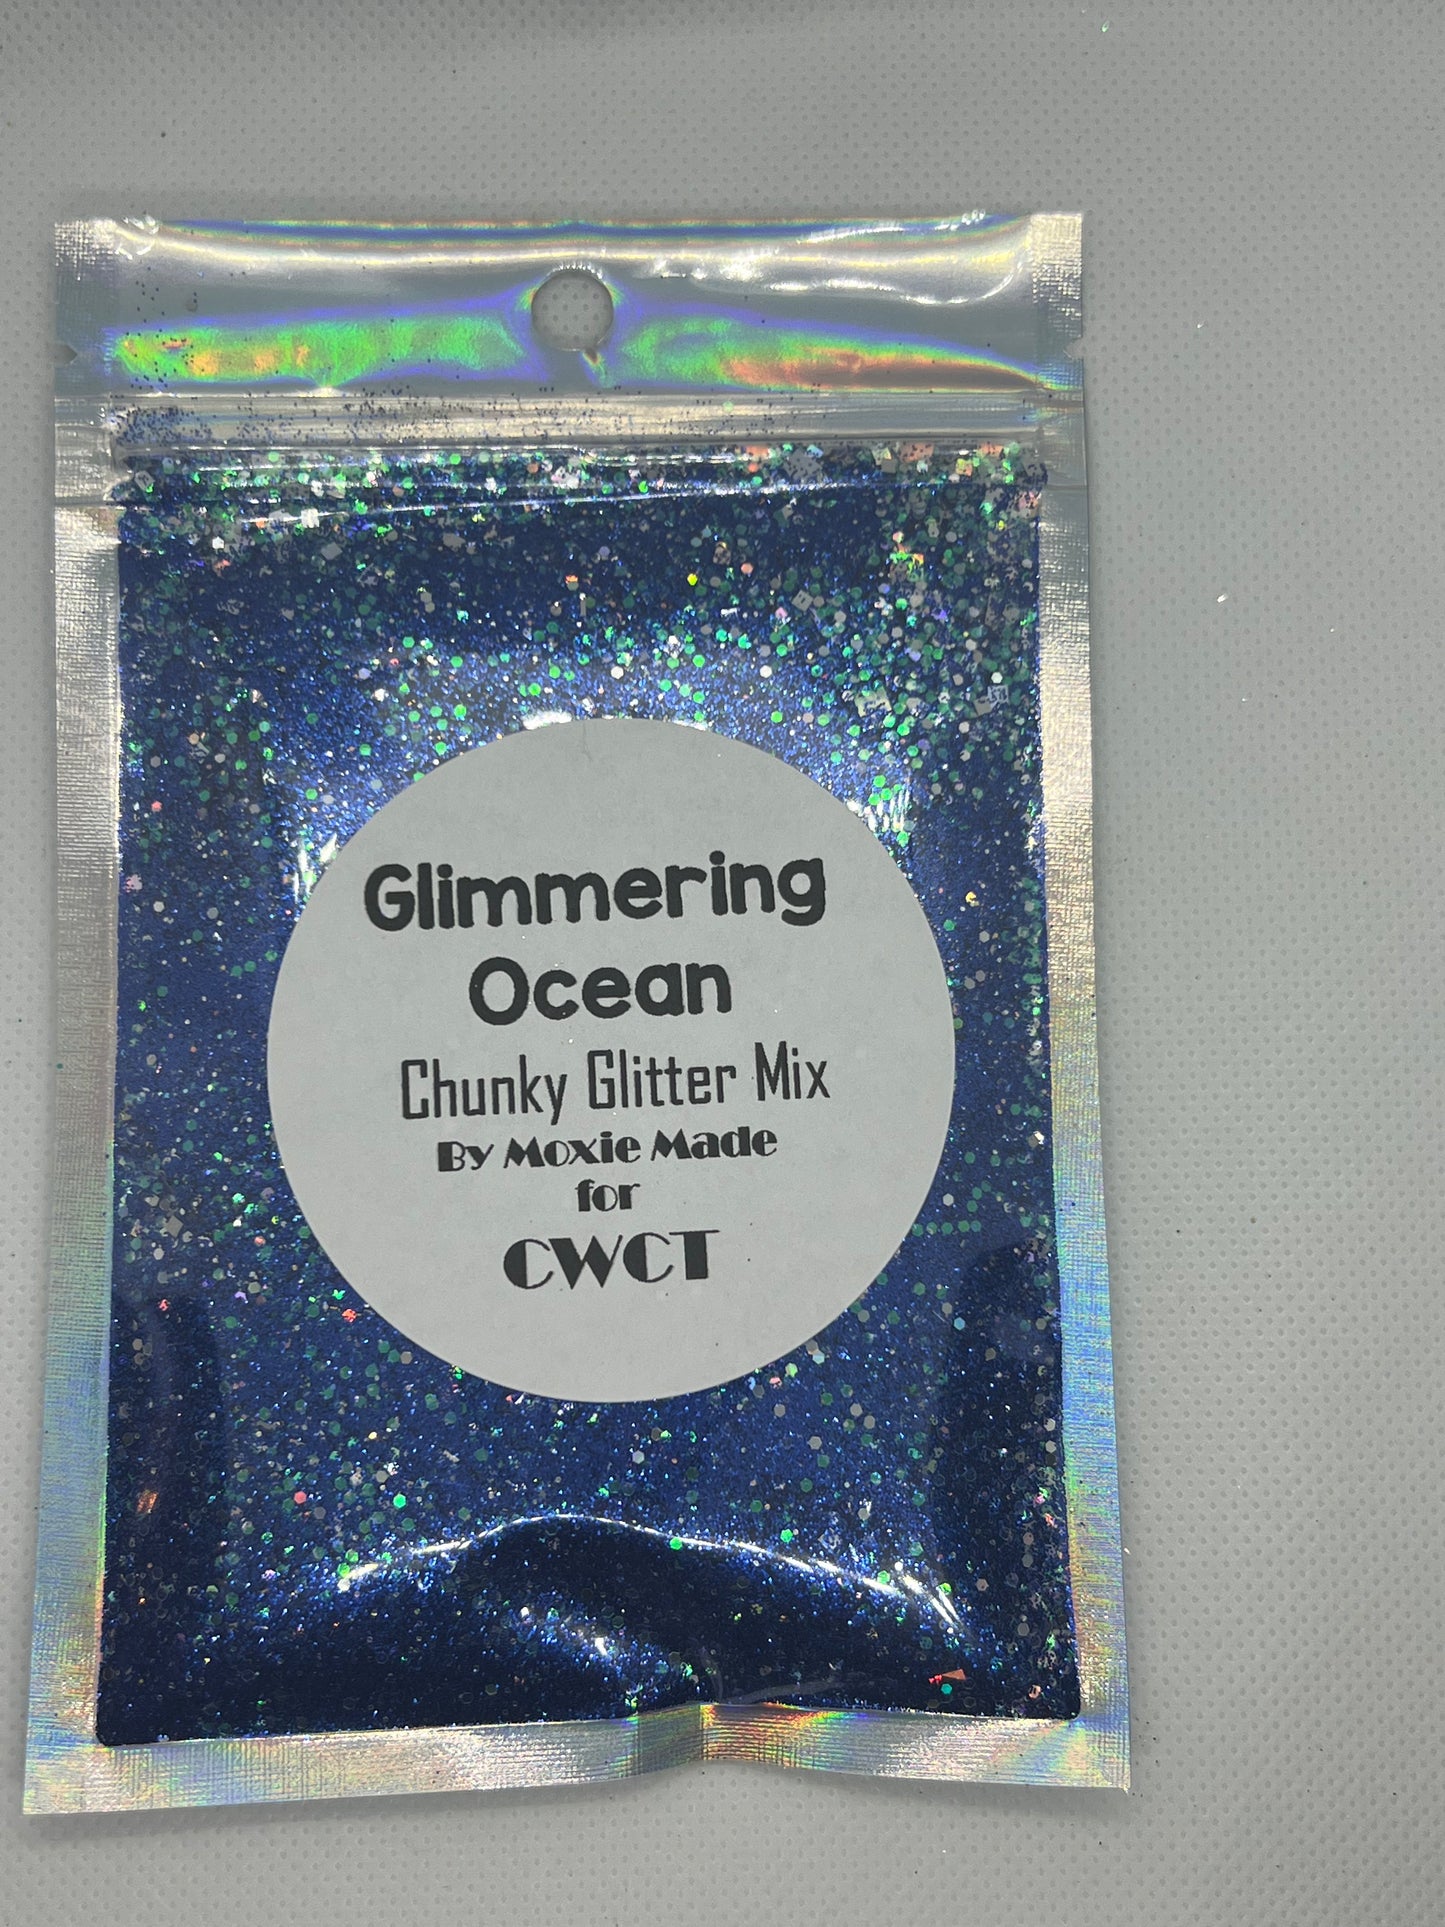 Glimmering
Ocean
Chunky Glitter Mix
By Moxie Made
for
CWCT